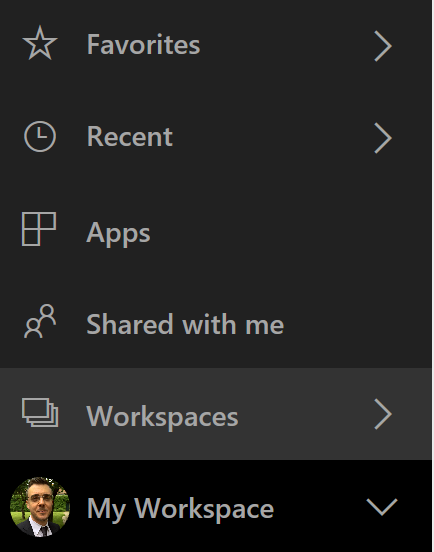 Favorites
Recent
Apps
Shared with me
Workspaces
My Workspace